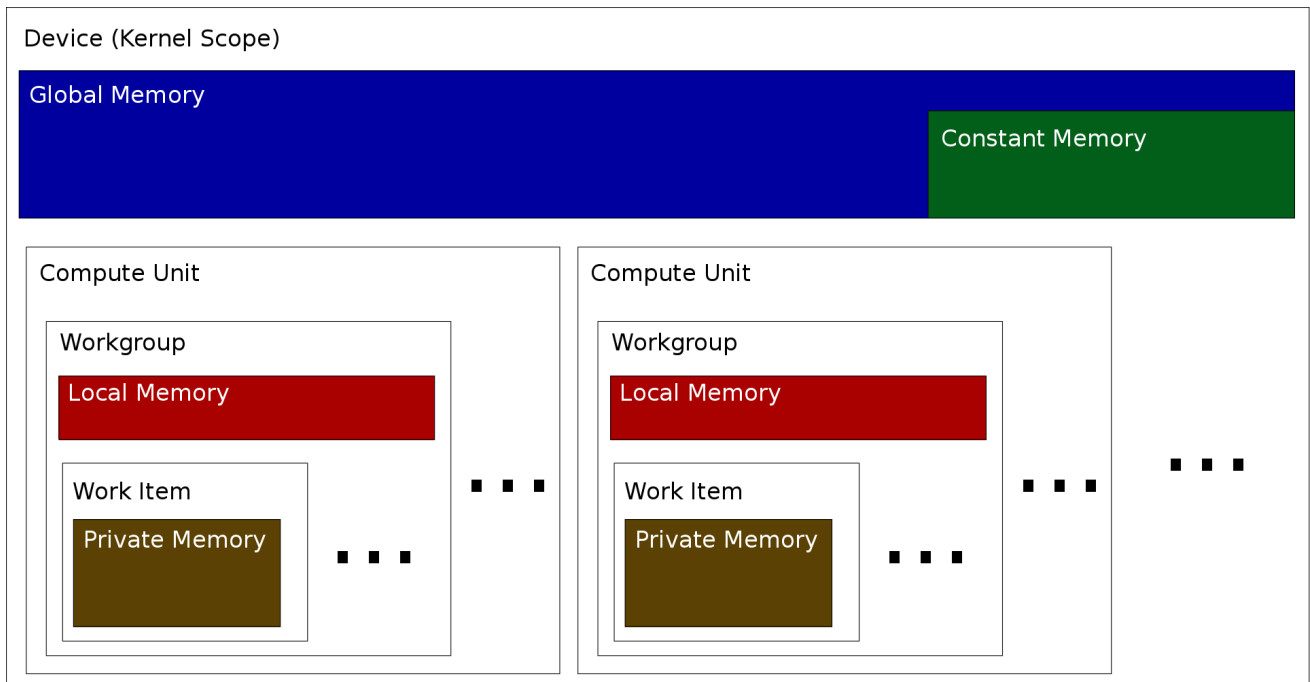 Device (Kernel Scope)
Global Memory
Constant Memory
Compute Unit
Workgroup
Local Memory
Work Item
Private Memory
...
...
Compute Unit
Workgroup
Local Memory
Work Item
Private Memory
...
...
...